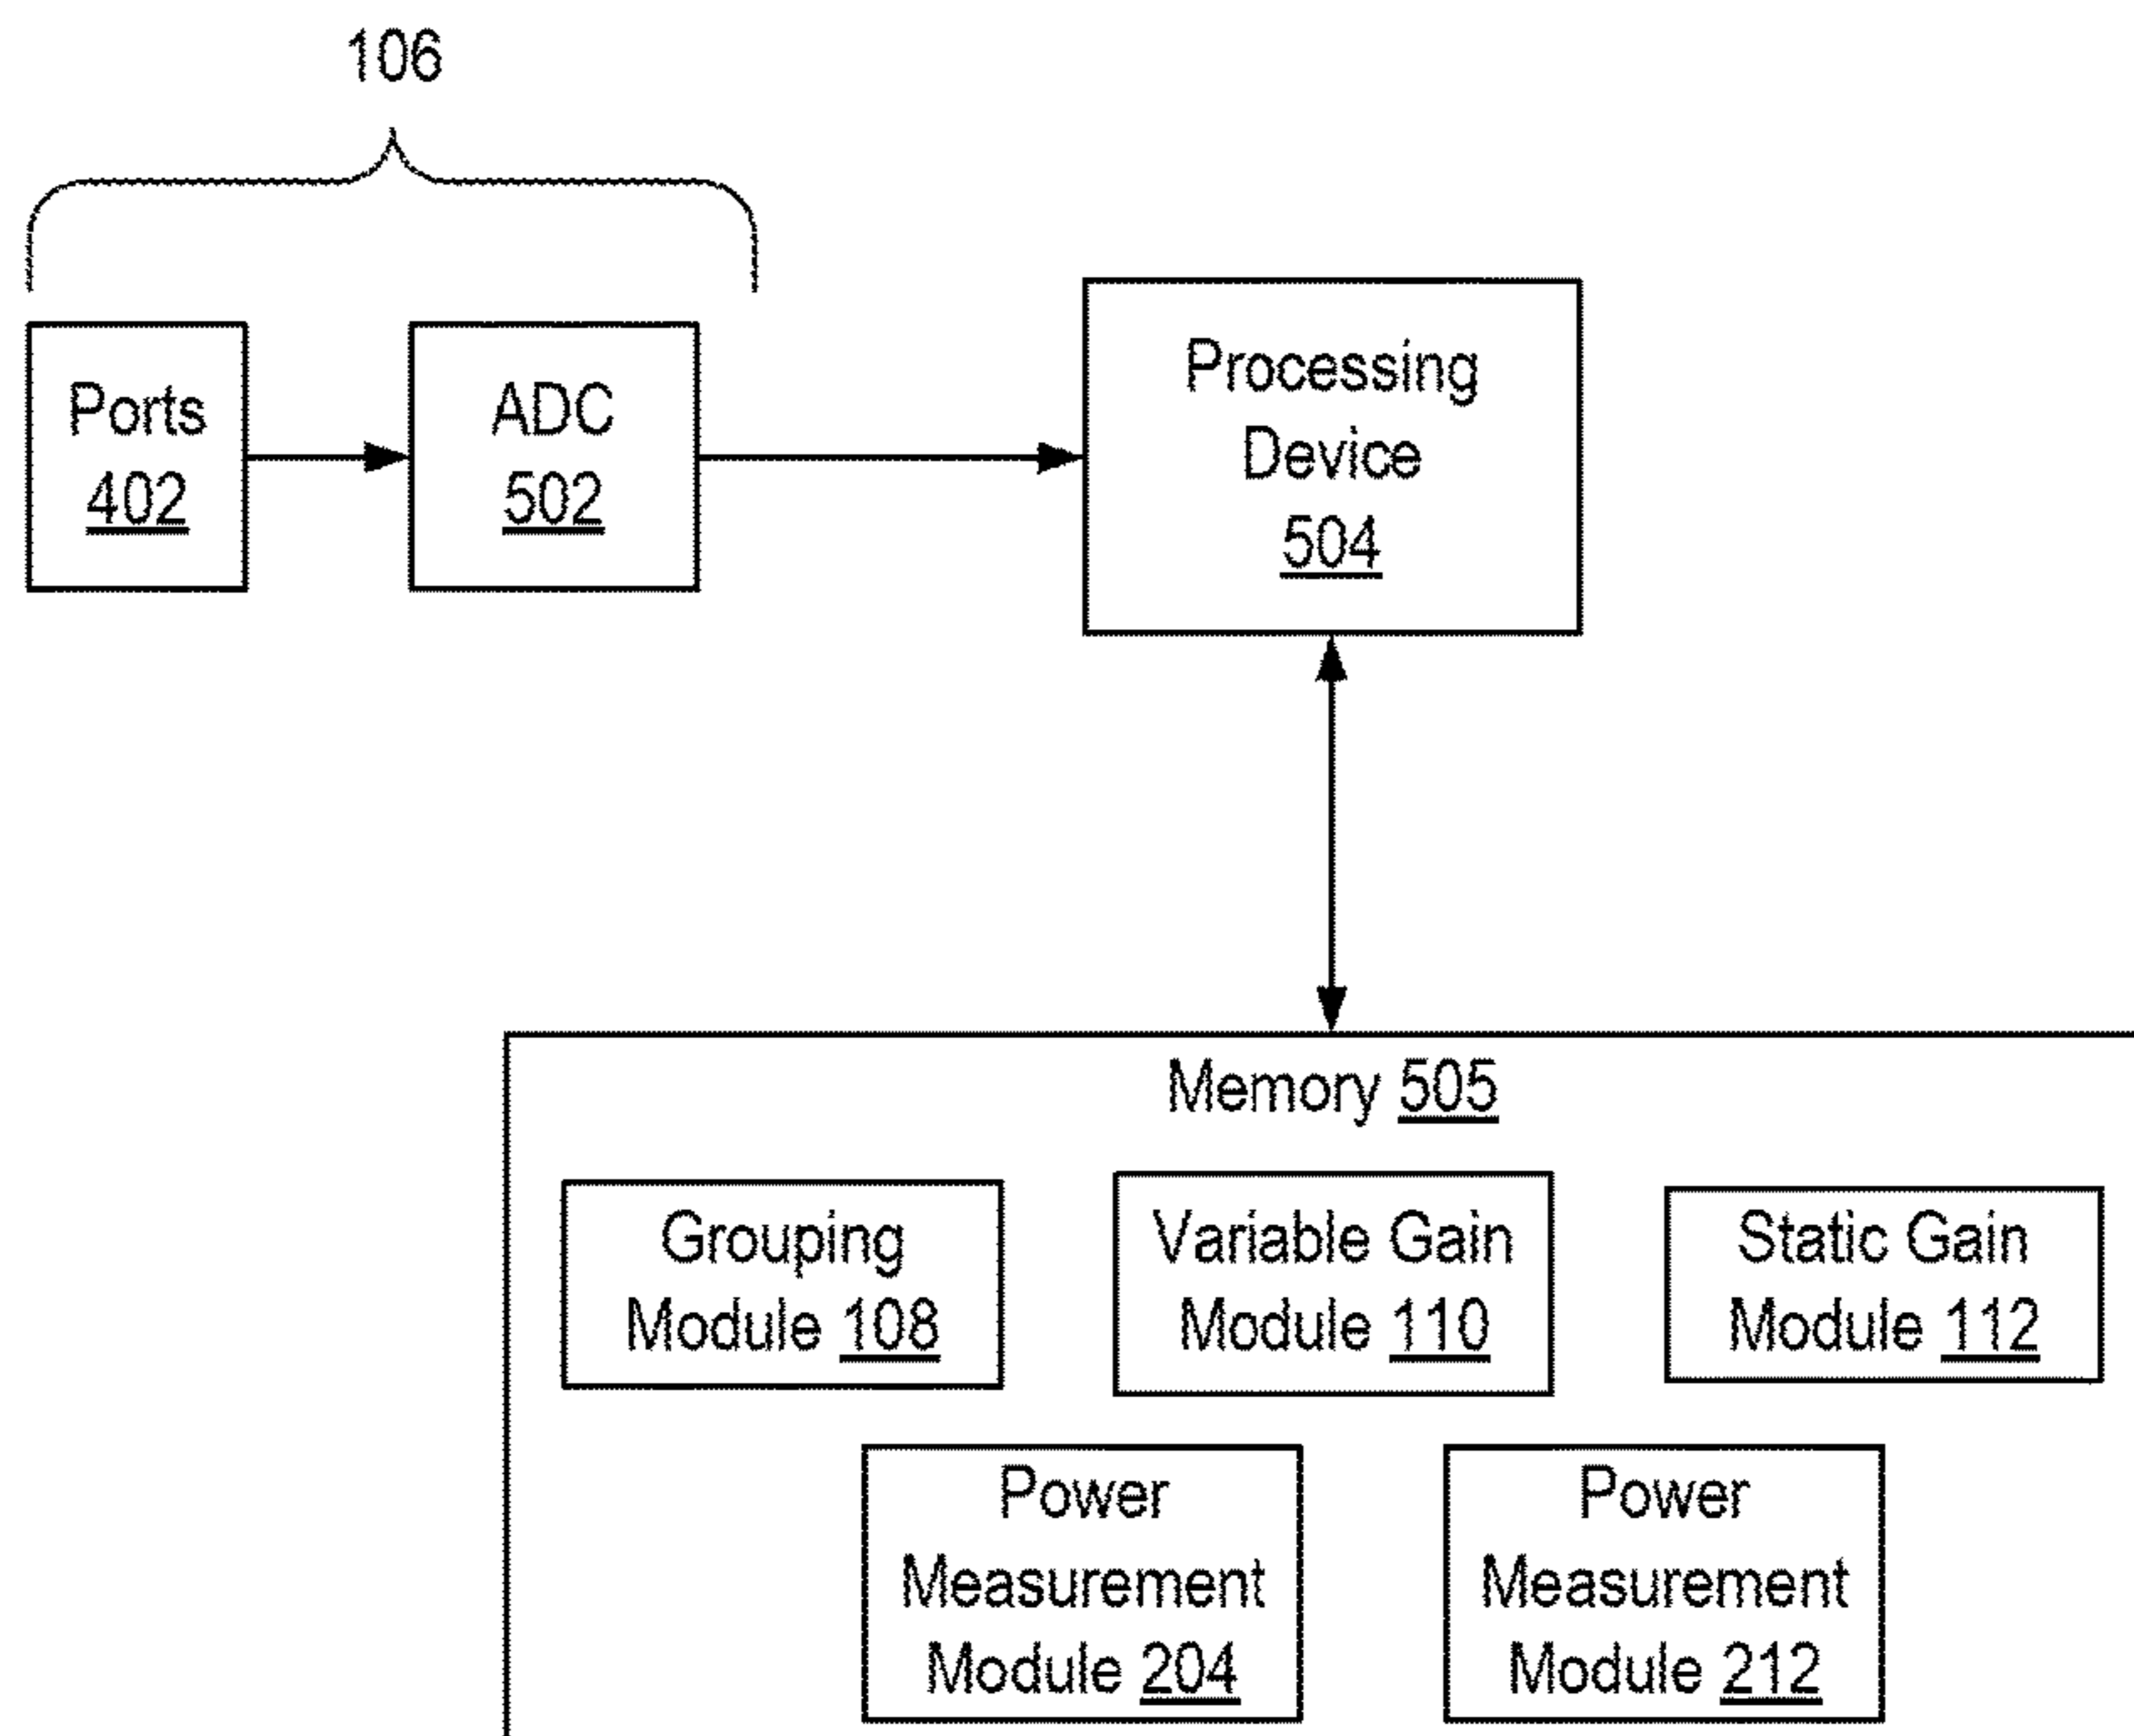 106
Ports
402
ADC
502
Processing
Device
504
Memory 505
Grouping
Module 108
Variable Gain
Module 110
Static Gain
Module 112
Power
Measurement
Module 204
Power
Measurement
Module 212